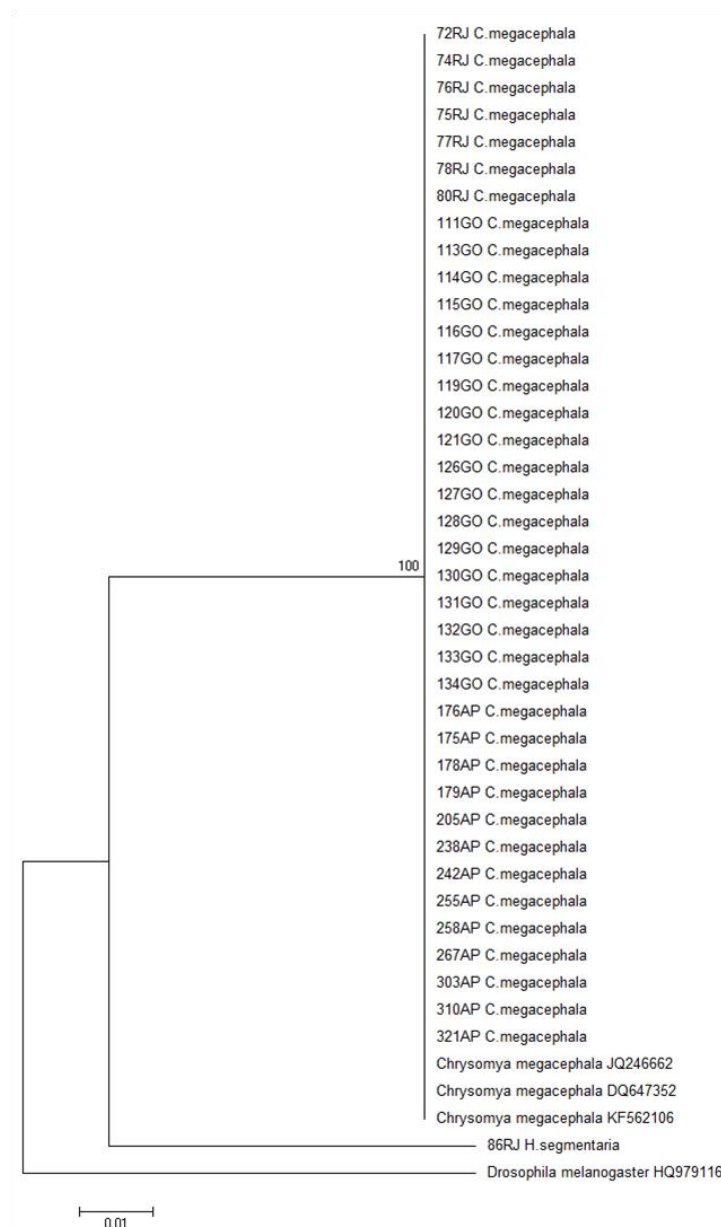 72RJ C.megacephala
74RJ C.megacephala
76RJ C.megacephala
75RJ C.megacephala
77RJ C.megacephala
78RJ C.megacephala
80RJ C.megacephala
111GO C.megacephala
113GO C.megacephala
114GO C.megacephala
115GO C.megacephala
116GO C.megacephala
117GO C.megacephala
119GO C.megacephala
120GO C.megacephala
121GO C.megacephala
126GO C.megacephala
127GO C.megacephala
128GO C.megacephala
129GO C.megacephala
100
130GO C.megacephala
131GO C.megacephala
132GO C.megacephala
133GO C.megacephala
134GO C.megacephala
176AP C.megacephala
175AP C.megacephala
178AP C.megacephala
179AP C.megacephala
205AP C.megacephala
238AP C.megacephala
242AP C.megacephala
255AP C.megacephala
258AP C.megacephala
267AP C.megacephala
303AP C.megacephala
310AP C.megacephala
321AP C.megacephala
Chrysomya megacephala JQ246662
Chrysomya megacephala DQ647352
Chrysomya megacephala KF562106
86RJ H.segmentaria
Drosophila melanogaster HQ979116
0.01